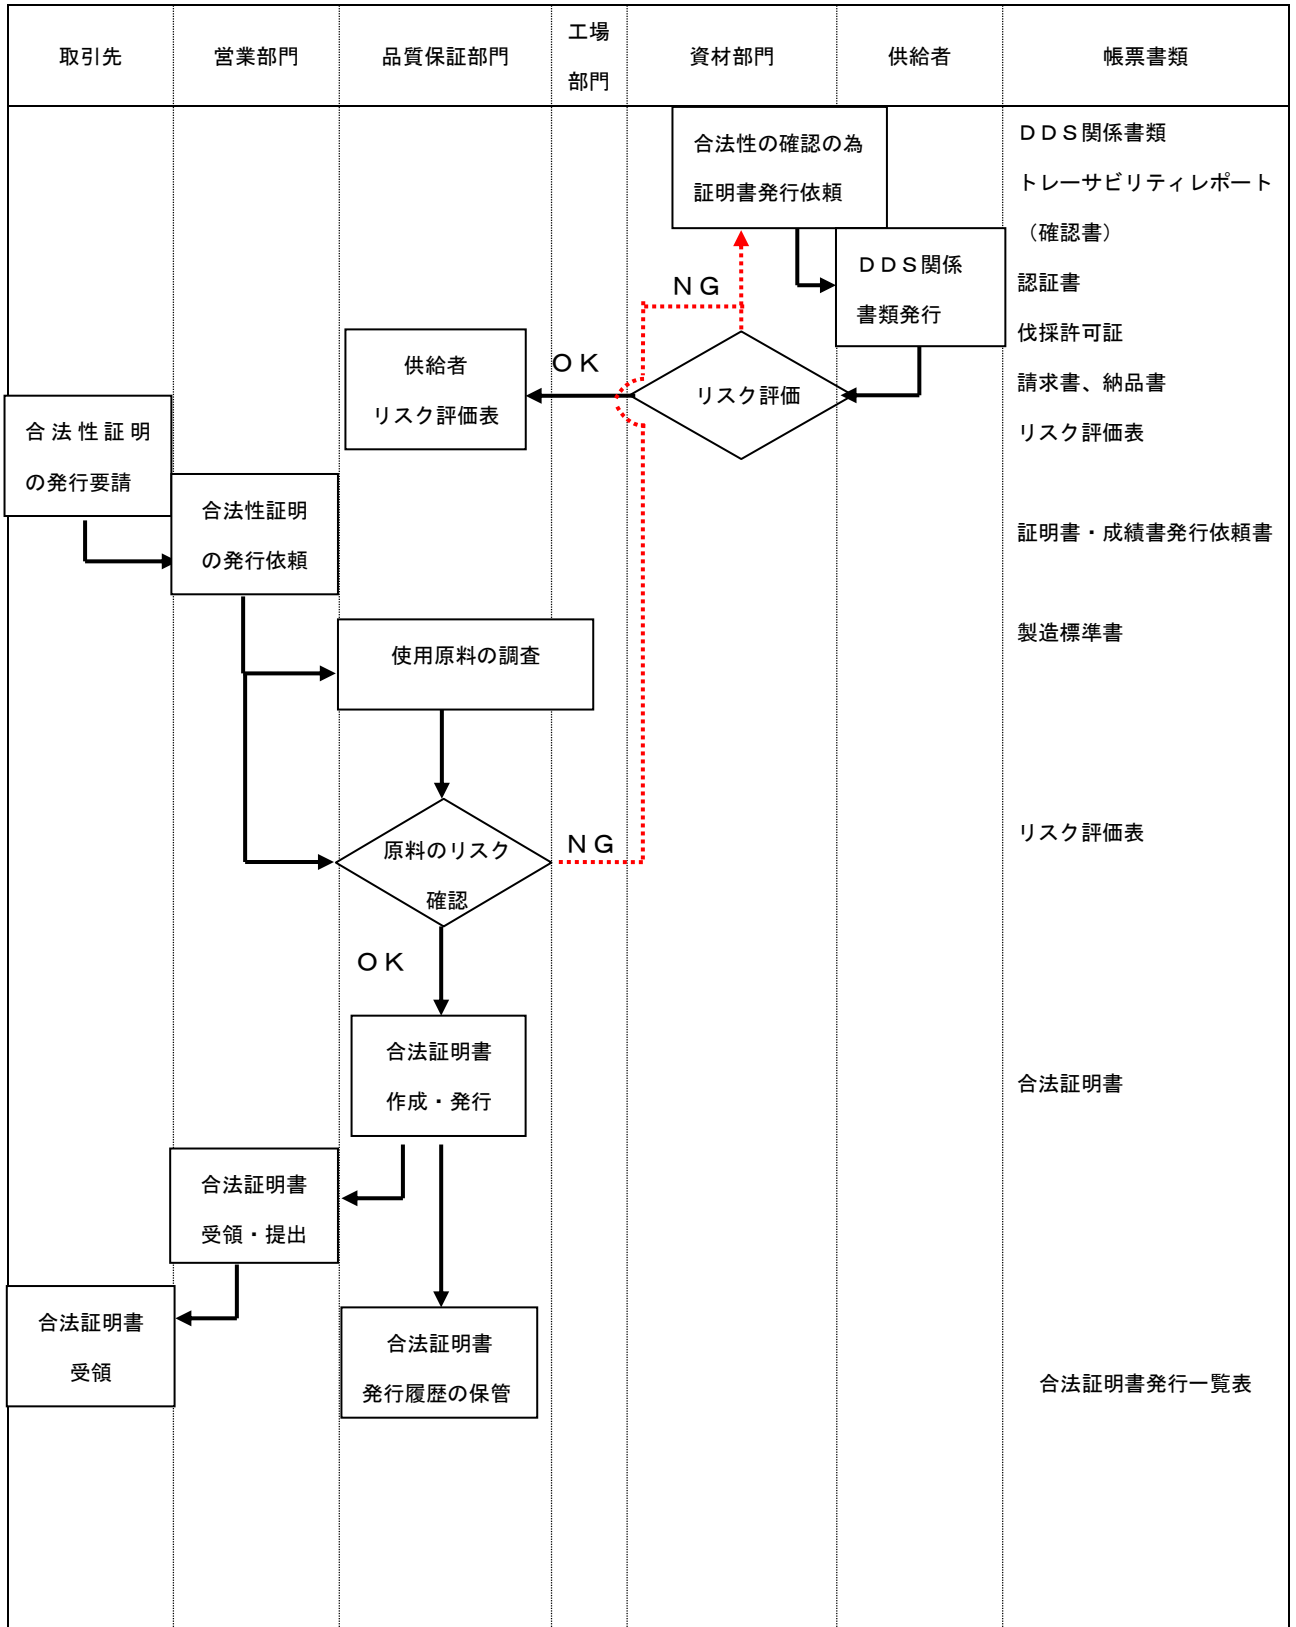 取引先
営業部門
品質保証部門
工場
部門
資材部門
供給者
帳票書類
合法性の確認の為
証明書発行依頼
ＤＤＳ関係書類
トレーサビリティレポート
（確認書）
認証書
伐採許可証
請求書、納品書
リスク評価表
ＤＤＳ関係
書類発行
ＮＧ
リスク評価
ＯＫ
供給者
リスク評価表
合法性証明
の発行要請
合法性証明
の発行依頼
証明書・成績書発行依頼書
使用原料の調査
製造標準書
原料のリスク
確認
ＮＧ
リスク評価表
ＯＫ
合法証明書
作成・発行
合法証明書
合法証明書
受領・提出
合法証明書
受領
合法証明書
発行履歴の保管
合法証明書発行一覧表